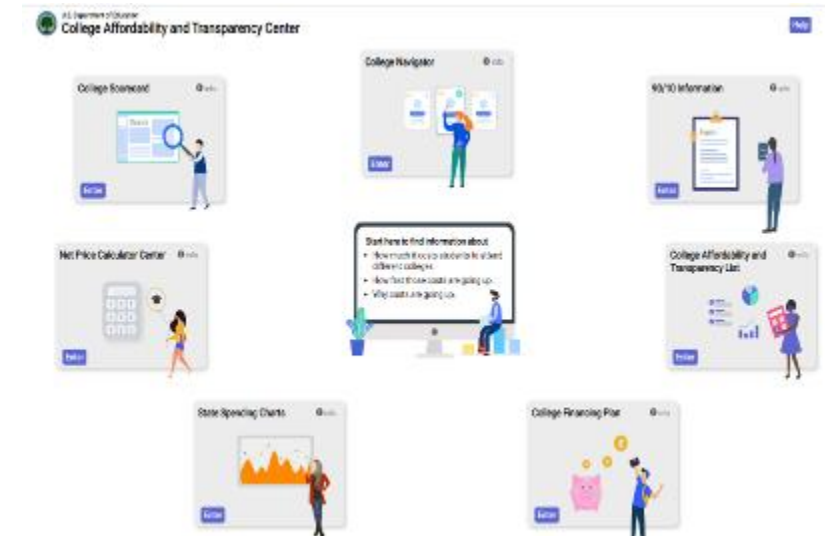 U.S. Department of Education
College Affordability and Transparency Center
Help
College Scorecard
info
Enter
College Navigator
info
Enter
90/10 Information
info
Enter
Net Price Calculator Center
info
Enter
Start here to find information about
• How much it costs students to attend
different colleges.
• How fast those costs are going up.
• Why costs are going up.
College Affordability and
Transparency List
info
Enter
State Spending Charts
info
Enter
College Financing Plan
info
Enter